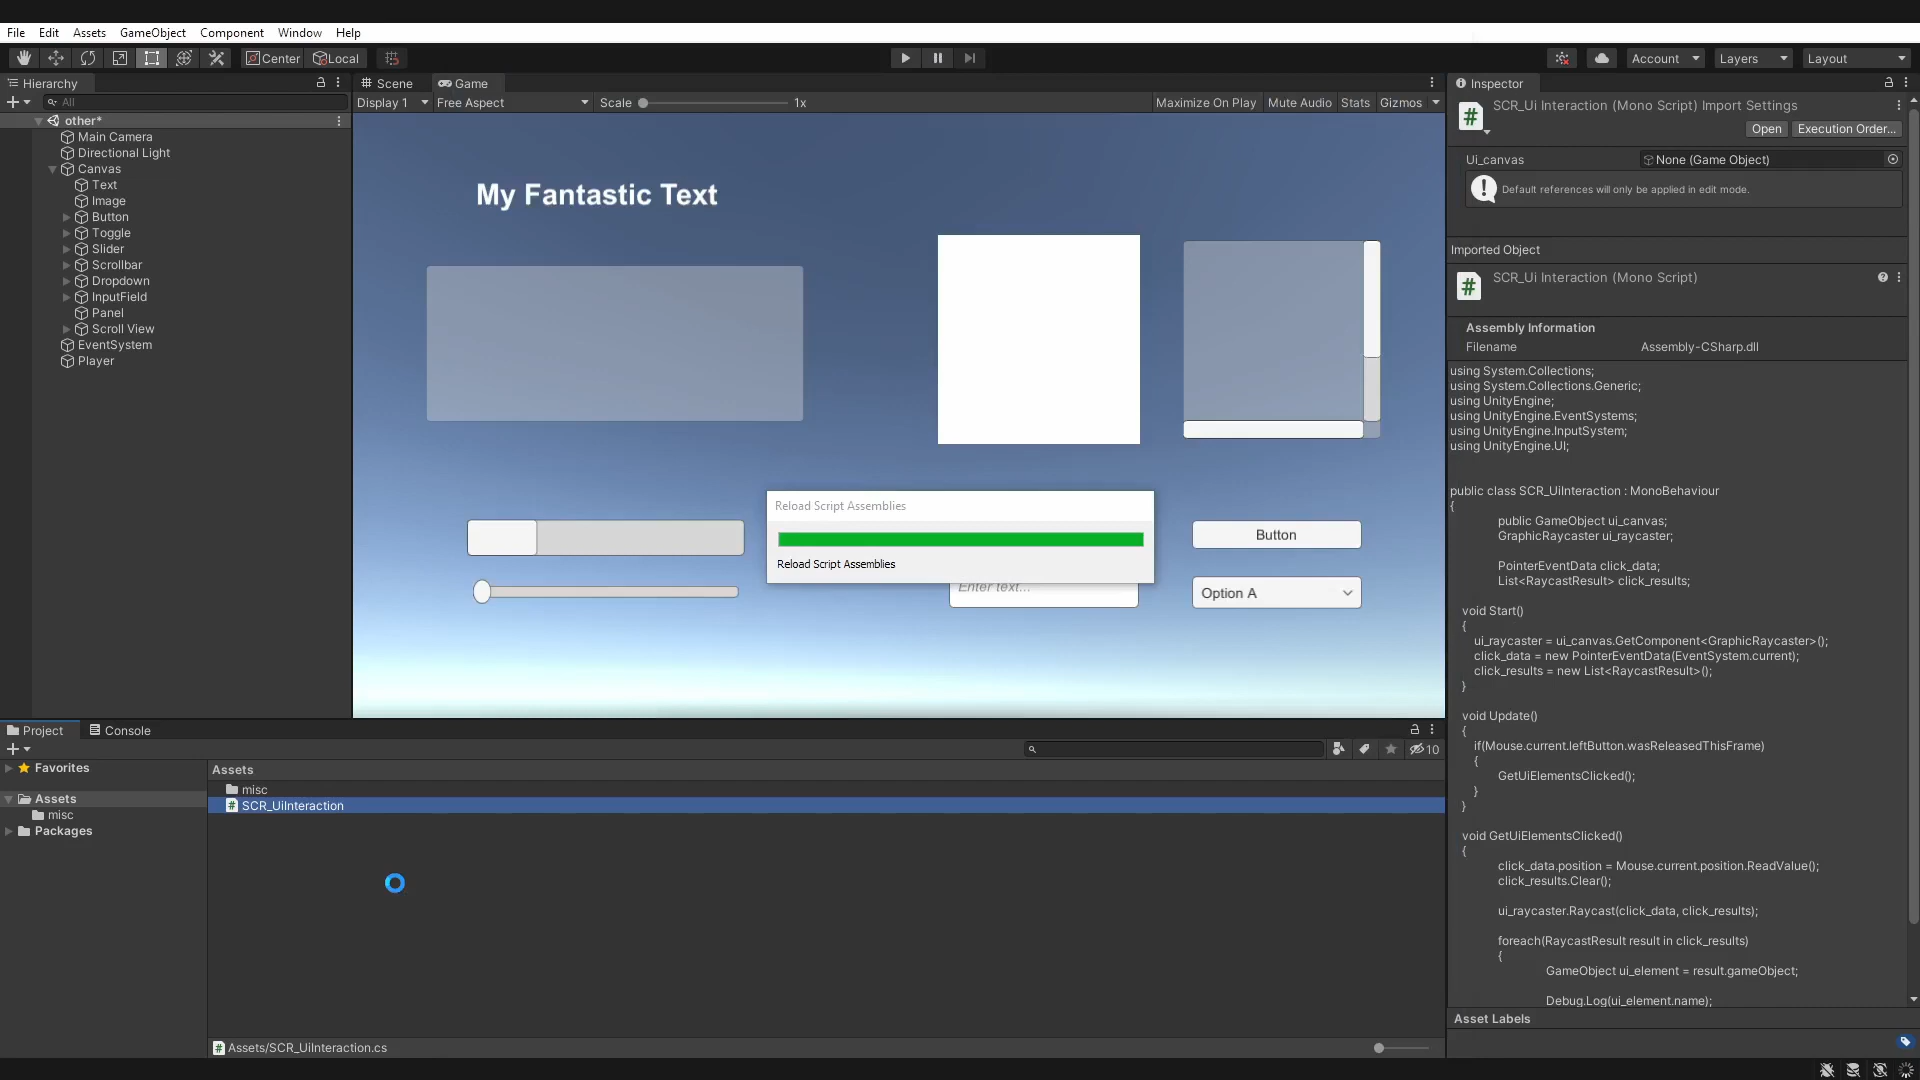 File Edit Assets GameObject Component Window Help
Center Local
Account Layers Layout
Hierarchy
All
other*
Main Camera
Directional Light
Canvas
Text
Image
Button
Toggle
Slider
Scrollbar
Dropdown
InputField
Panel
Scroll View
EventSystem
Player
Scene Game
Display 1 Free Aspect Scale 1x Maximize On Play Mute Audio Stats Gizmos
My Fantastic Text
Reload Script Assemblies
Reload Script Assemblies
Button
Enter text...
Option A
Inspector
SCR_Ui Interaction (Mono Script) Import Settings
Open Execution Order...
Ui_canvas None (Game Object)
Default references will only be applied in edit mode.
Imported Object
SCR_Ui Interaction (Mono Script)
Assembly Information
Filename Assembly-CSharp.dll
using System.Collections;
using System.Collections.Generic;
using UnityEngine;
using UnityEngine.EventSystems;
using UnityEngine.InputSystem;
using UnityEngine.UI;
public class SCR_UiInteraction : MonoBehaviour
{
public GameObject ui_canvas;
GraphicRaycaster ui_raycaster;
PointerEventData click_data;
List<RaycastResult> click_results;
void Start()
{
ui_raycaster = ui_canvas.GetComponent<GraphicRaycaster>();
click_data = new PointerEventData(EventSystem.current);
click_results = new List<RaycastResult>();
}
void Update()
{
if(Mouse.current.leftButton.wasReleasedThisFrame)
{
GetUiElementsClicked();
}
}
void GetUiElementsClicked()
{
click_data.position = Mouse.current.position.ReadValue();
click_results.Clear();
ui_raycaster.Raycast(click_data, click_results);
foreach(RaycastResult result in click_results)
{
GameObject ui_element = result.gameObject;
Debug.Log(ui_element.name);
Asset Labels
Project Console
10
Favorites
Assets
misc
Packages
Assets
misc
SCR_UiInteraction
Assets/SCR_UiInteraction.cs